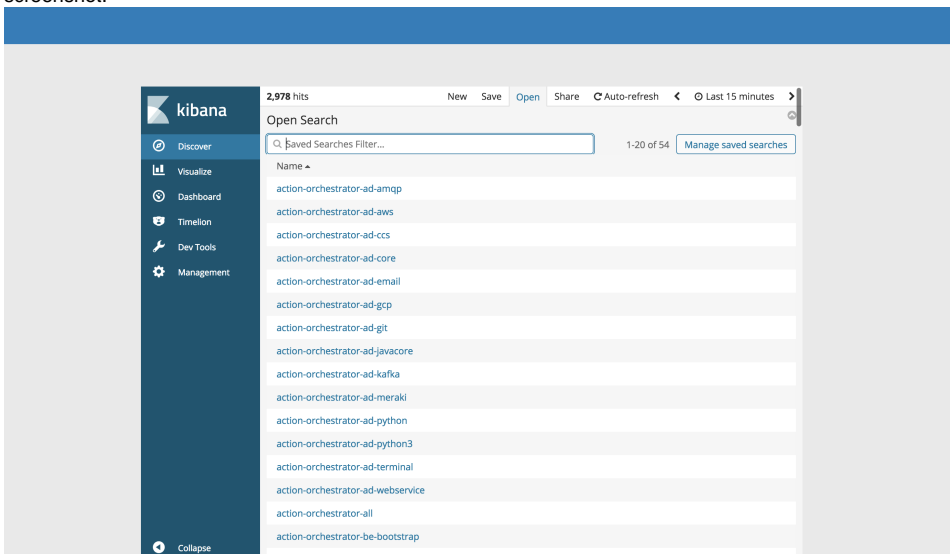 screenshot:
kibana
Discover
Visualize
Dashboard
Timelion
Dev Tools
Management
Collapse
2,978 hits New Save Open Share Auto-refresh Last 15 minutes
Open Search
Saved Searches Filter... 1-20 of 54 Manage saved searches
Name
action-orchestrator-ad-amqp
action-orchestrator-ad-aws
action-orchestrator-ad-ccs
action-orchestrator-ad-core
action-orchestrator-ad-email
action-orchestrator-ad-gcp
action-orchestrator-ad-git
action-orchestrator-ad-javacore
action-orchestrator-ad-kafka
action-orchestrator-ad-meraki
action-orchestrator-ad-python
action-orchestrator-ad-python3
action-orchestrator-ad-terminal
action-orchestrator-ad-webservice
action-orchestrator-all
action-orchestrator-be-bootstrap